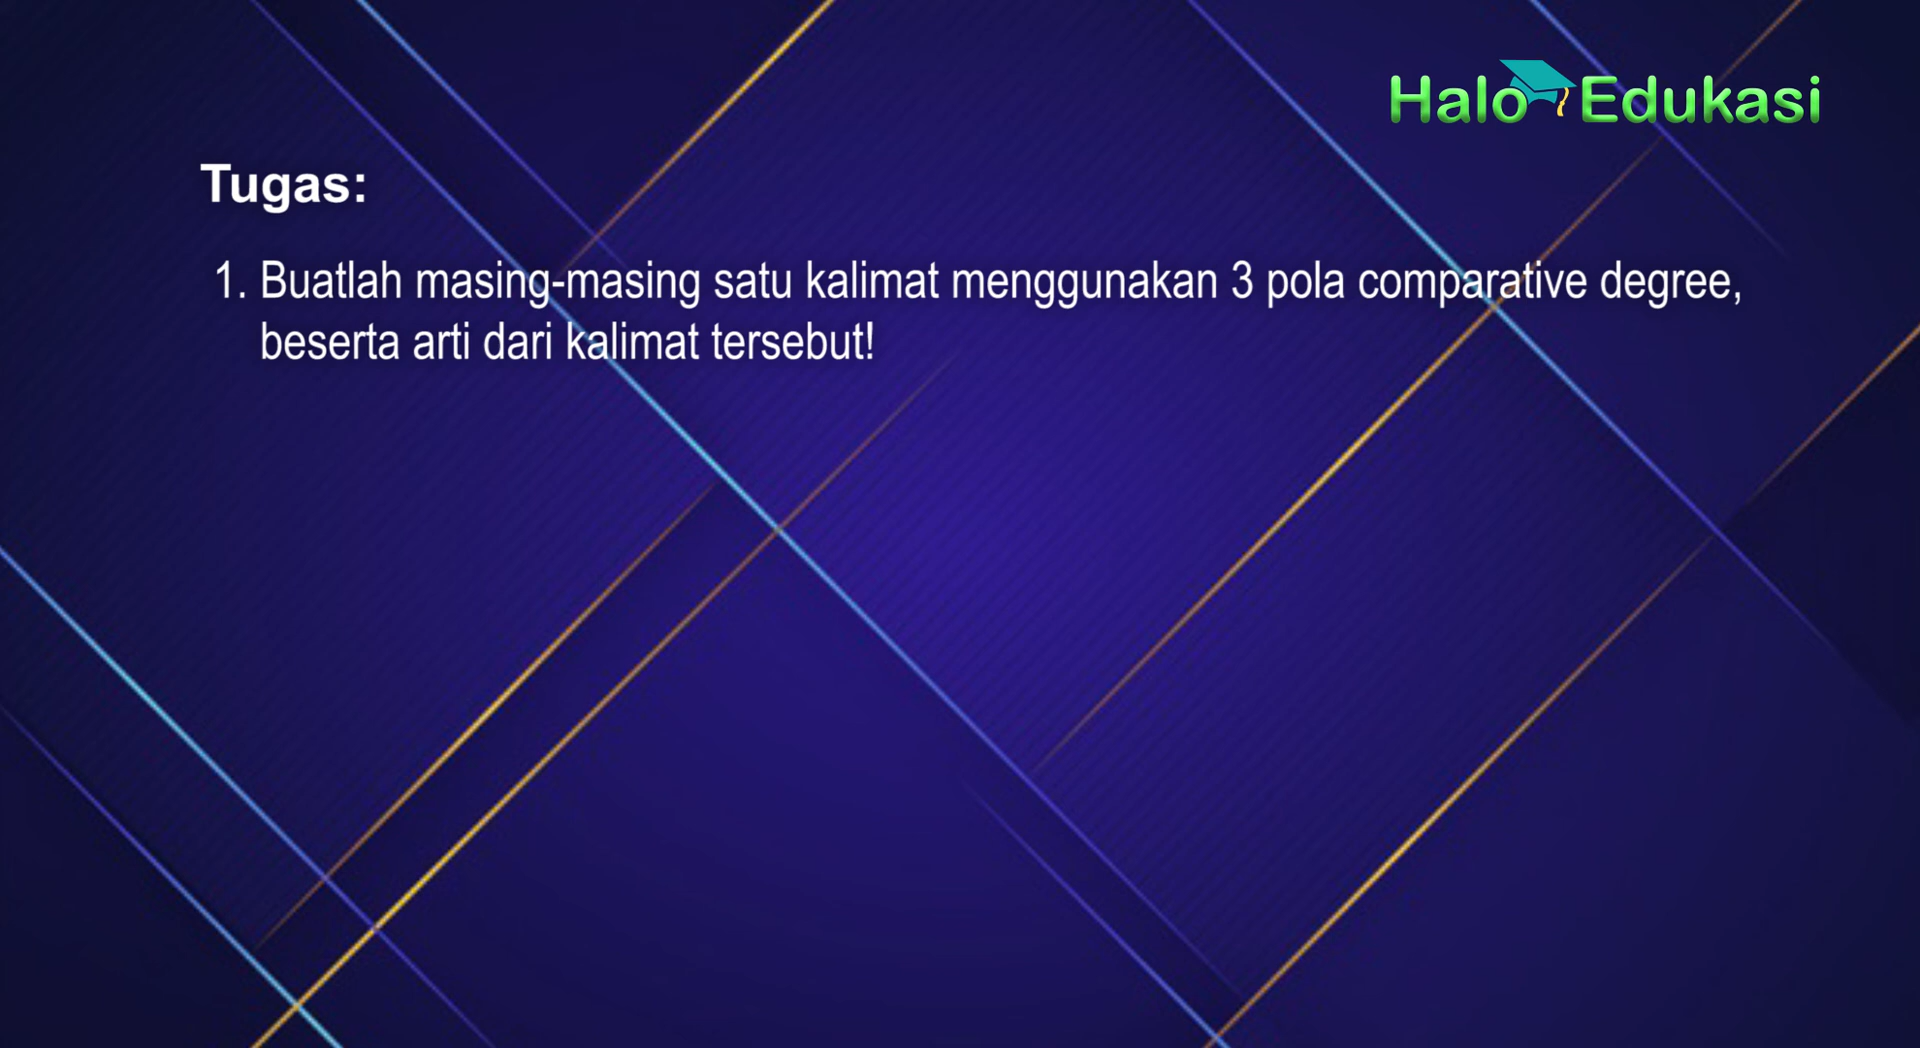 Halo Edukasi
Tugas:
1. Buatlah masing-masing satu kalimat menggunakan 3 pola comparative degree,
beserta arti dari kalimat tersebut!